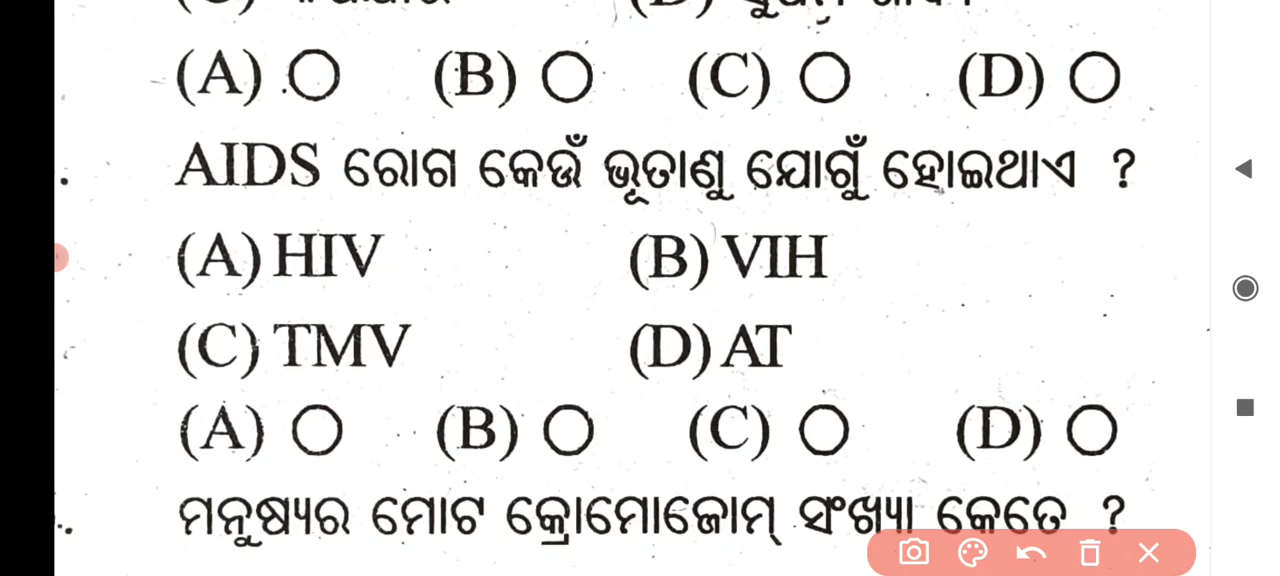 (A) ○ (B) ○ (C) ○ (D) ○
AIDS ରୋଗ କେଉଁ ଭୂତାଣୁ ଯୋଗୁଁ ହୋଇଥାଏ ?
(A) HIV (B) VIH
(C) TMV (D) AT
(A) ○ (B) ○ (C) ○ (D) ○
ମନୁଷ୍ୟର ମୋଟ କ୍ରୋମୋଜୋମ୍ ସଂଖ୍ୟା କେତେ ?